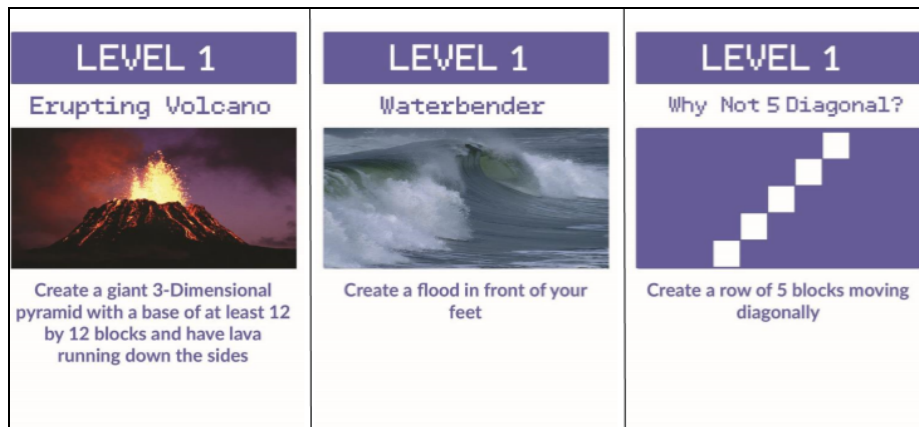 LEVEL 1
Erupting Volcano
Create a giant 3-Dimensional
pyramid with a base of at least 12
by 12 blocks and have lava
running down the sides
LEVEL 1
Waterbender
Create a flood in front of your
feet
LEVEL 1
Why Not 5 Diagonal?
Create a row of 5 blocks moving
diagonally